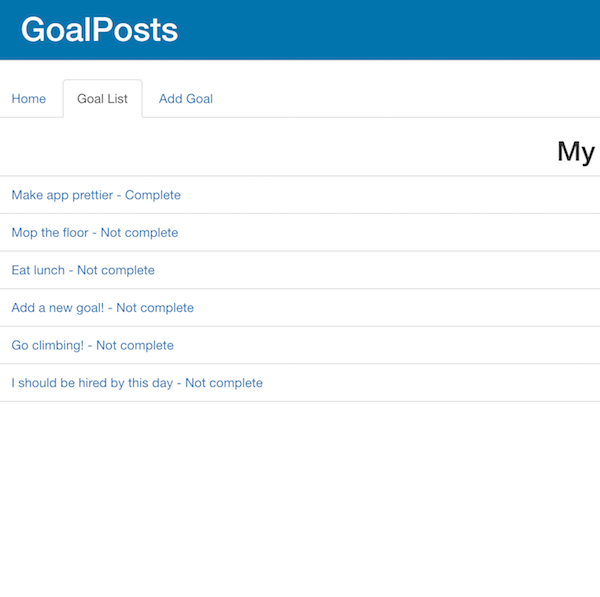 GoalPosts
Home Goal List Add Goal
My
Make app prettier - Complete
Mop the floor - Not complete
Eat lunch - Not complete
Add a new goal! - Not complete
Go climbing! - Not complete
I should be hired by this day - Not complete